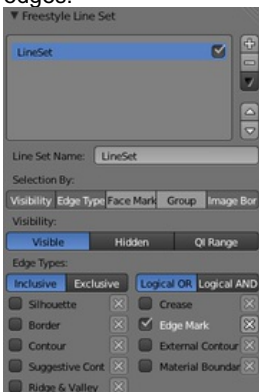 edges.
Freestyle Line Set
LineSet
Line Set Name: LineSet
Selection By:
Visibility Edge Type Face Mark Group Image Bor
Visibility:
Visible Hidden QI Range
Edge Types:
Inclusive Exclusive Logical OR Logical AND
Silhouette Crease
Border Edge Mark
Contour External Contour
Suggestive Cont Material Boundar
Ridge & Valley